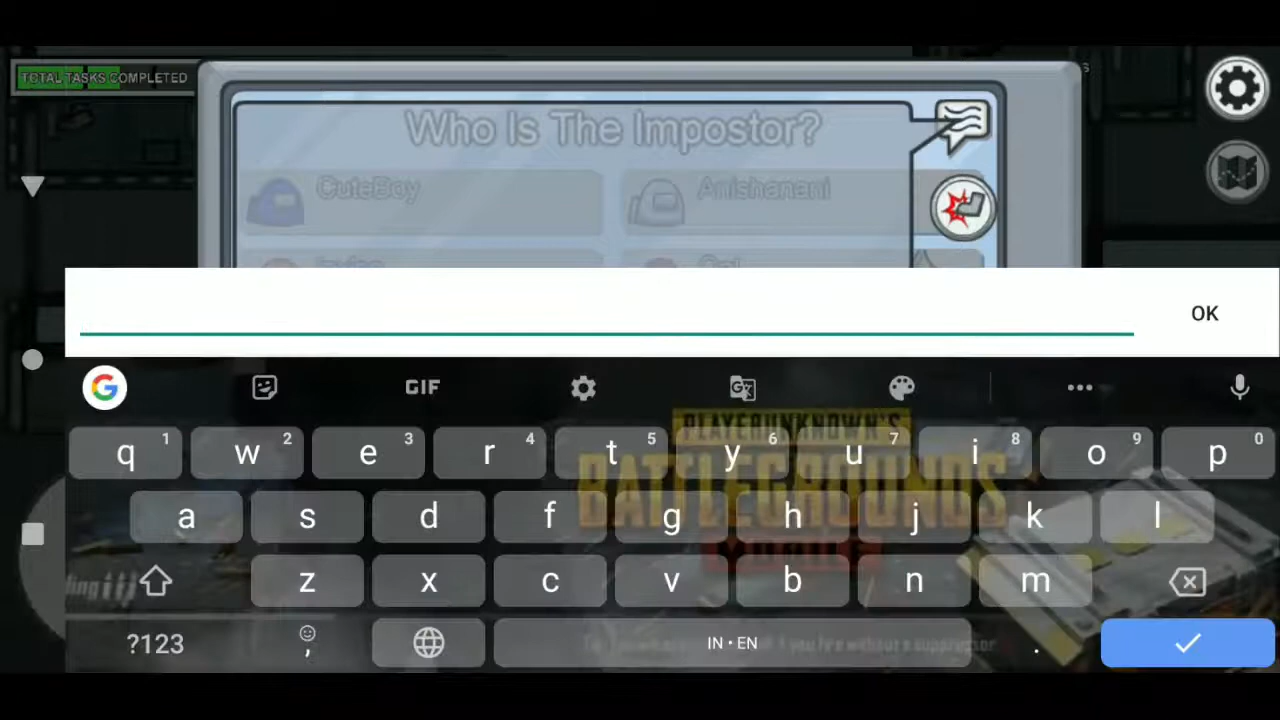 TOTAL TASKS COMPLETED
Who Is The Impostor?
CuteBoy Anishanani
OK
GIF
q 1 w 2 e 3 r 4 t 5 y 6 u 7 i 8 o 9 p 0
PLAYERUNKNOWN'S
BATTLEGROUNDS
a s d f g h j k l
z x c v b n m
?123 , IN • EN .